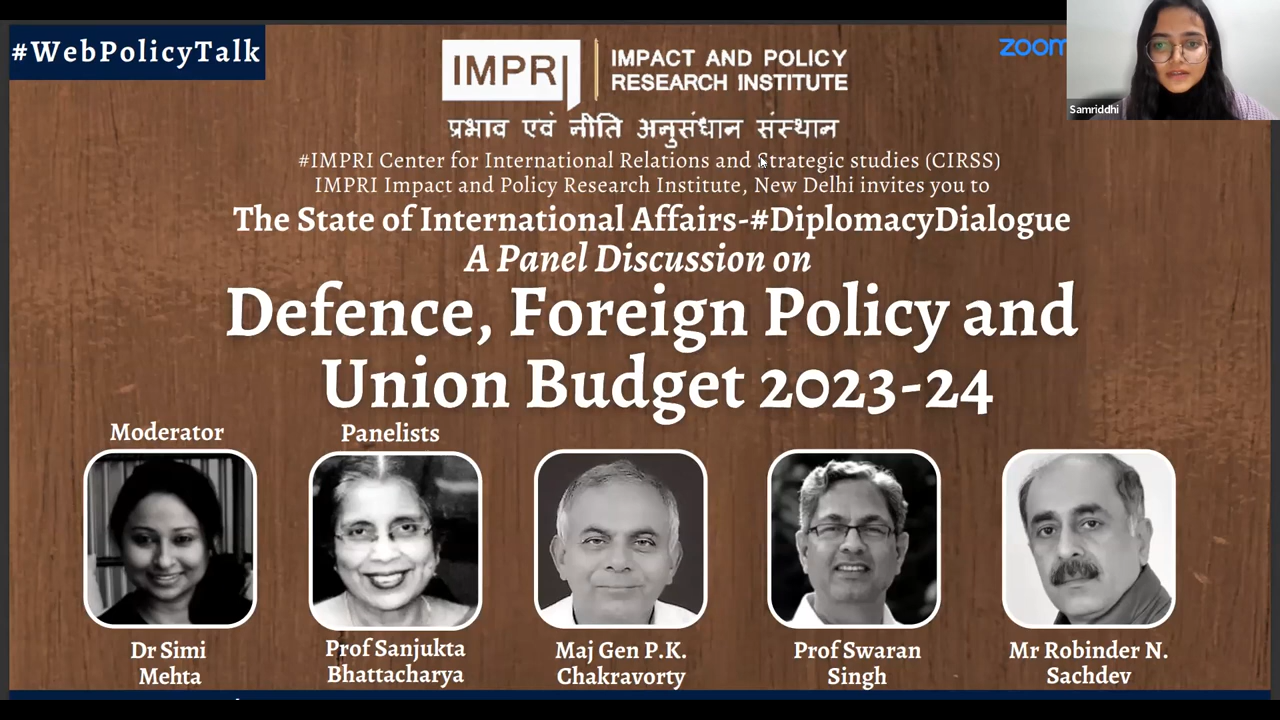 #WebPolicyTalk
IMPRI
IMPACT AND POLICY
RESEARCH INSTITUTE
प्रभाव एवं नीति अनुसंधान संस्थान
zoom
Samriddhi
#IMPRI Center for International Relations and Strategic studies (CIRSS)
IMPRI Impact and Policy Research Institute, New Delhi invites you to
The State of International Affairs-#DiplomacyDialogue
A Panel Discussion on
Defence, Foreign Policy and
Union Budget 2023-24
Moderator
Panelists
Dr Simi
Mehta
Prof Sanjukta
Bhattacharya
Maj Gen P.K.
Chakravorty
Prof Swaran
Singh
Mr Robinder N.
Sachdev